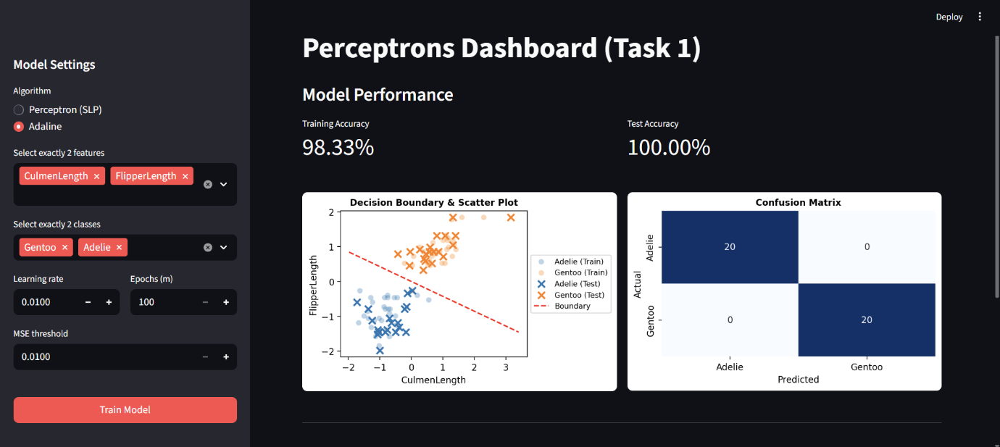 Deploy
Model Settings
Algorithm
Perceptron (SLP)
Adaline
Select exactly 2 features
CulmenLength × FlipperLength ×
Select exactly 2 classes
Gentoo × Adelie ×
Learning rate Epochs (m)
0.0100 − + 100 − +
MSE threshold
0.0100 − +
Train Model
Perceptrons Dashboard (Task 1)
Model Performance
Training Accuracy
98.33%
Test Accuracy
100.00%
Decision Boundary & Scatter Plot
2
1
0
−1
−2
FlipperLength
−2 −1 0 1 2 3
CulmenLength
Adelie (Train)
Gentoo (Train)
Adelie (Test)
Gentoo (Test)
Boundary
Confusion Matrix
Actual
Adelie
Gentoo
20 0
0 20
Adelie Gentoo
Predicted